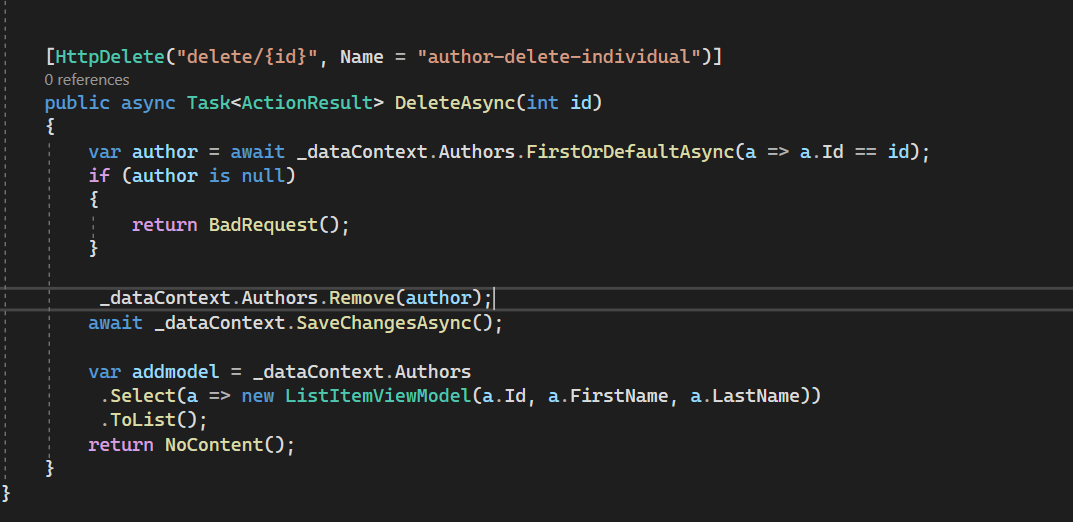 [HttpDelete("delete/{id}", Name = "author-delete-individual")]
0 references
public async Task<ActionResult> DeleteAsync(int id)
{
var author = await _dataContext.Authors.FirstOrDefaultAsync(a => a.Id == id);
if (author is null)
{
return BadRequest();
}
_dataContext.Authors.Remove(author);
await _dataContext.SaveChangesAsync();
var addmodel = _dataContext.Authors
.Select(a => new ListItemViewModel(a.Id, a.FirstName, a.LastName))
.ToList();
return NoContent();
}
}